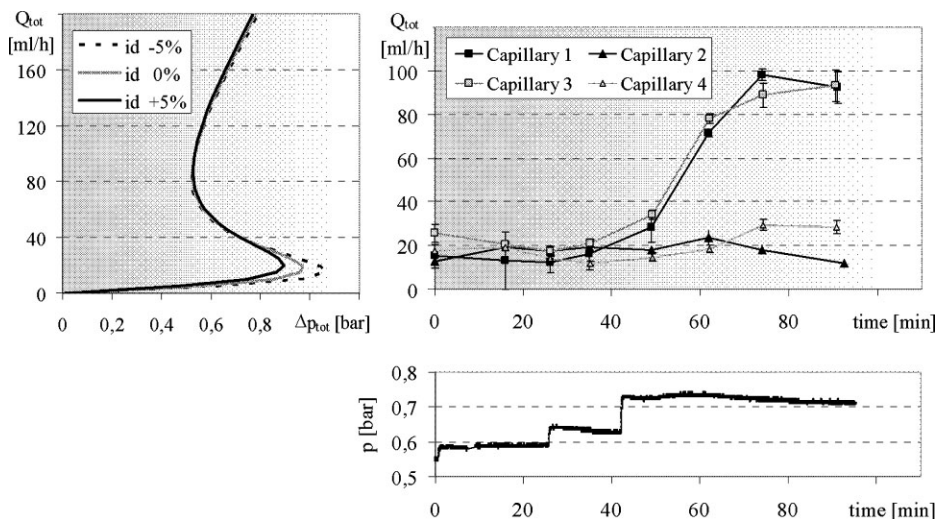 Q_tot
[ml/h]
id -5%
id 0%
id +5%
160
120
80
40
0
0 0,2 0,4 0,6 0,8 Δp_tot [bar]
Q_tot
[ml/h]
Capillary 1 Capillary 2
Capillary 3 Capillary 4
100
80
60
40
20
0
0 20 40 60 80 time [min]
p [bar]
0,8
0,7
0,6
0,5
0 20 40 60 80 time [min]